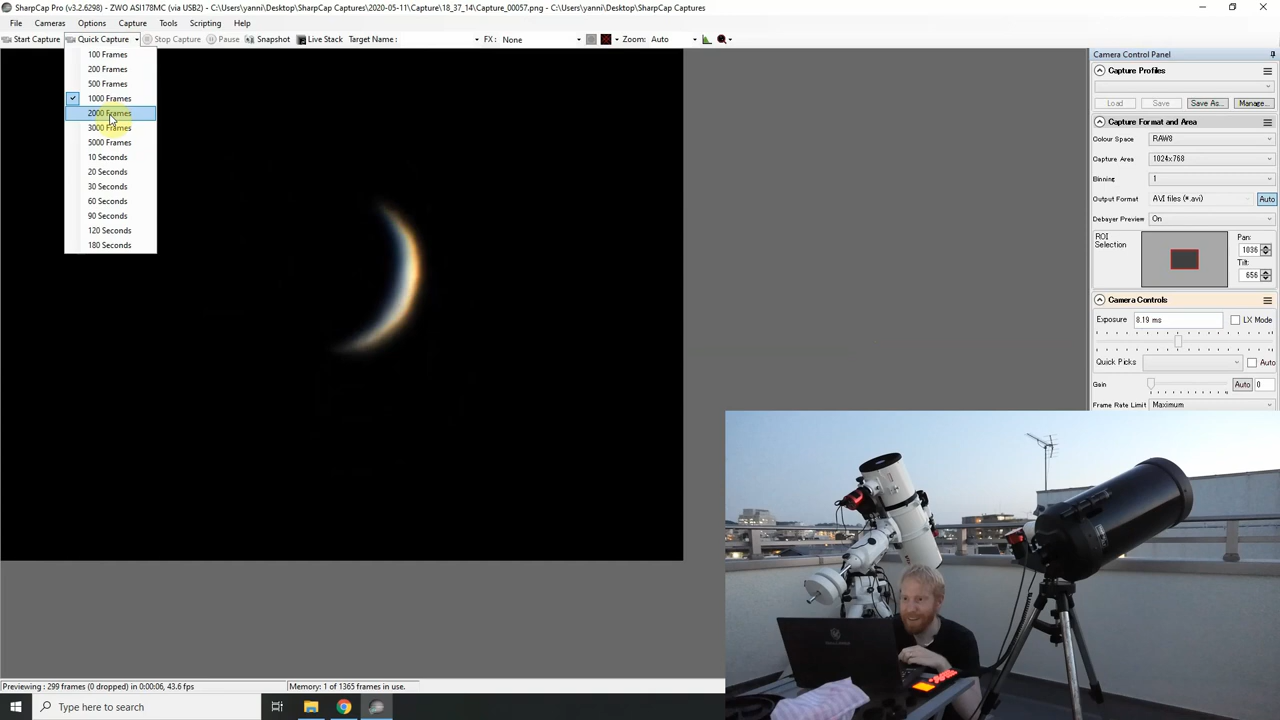 SharpCap Pro (v3.2.6298) - ZWO ASI178MC (via USB2) - C:\Users\yanni\Desktop\SharpCap Captures\2020-05-11\Capture\18_37_14\Capture_00057.png - C:\Users\yanni\Desktop\SharpCap Captures
File Cameras Options Capture Tools Scripting Help
Start Capture Quick Capture Stop Capture Pause Snapshot Live Stack Target Name: FX: None Zoom: Auto
100 Frames
200 Frames
500 Frames
1000 Frames
2000 Frames
3000 Frames
5000 Frames
10 Seconds
20 Seconds
30 Seconds
60 Seconds
90 Seconds
120 Seconds
180 Seconds
Camera Control Panel
Capture Profiles
Load Save Save As... Manage...
Capture Format and Area
Colour Space RAW8
Capture Area 1024x768
Binning 1
Output Format AVI files (*.avi) Auto
Debayer Preview On
ROI Selection Pan:
1036
Tilt:
656
Camera Controls
Exposure 8.19 ms LX Mode
Quick Picks Auto
Gain Auto 0
Frame Rate Limit Maximum
Previewing : 299 frames (0 dropped) in 0:00:06, 43.6 fps Memory: 1 of 1365 frames in use.
Type here to search